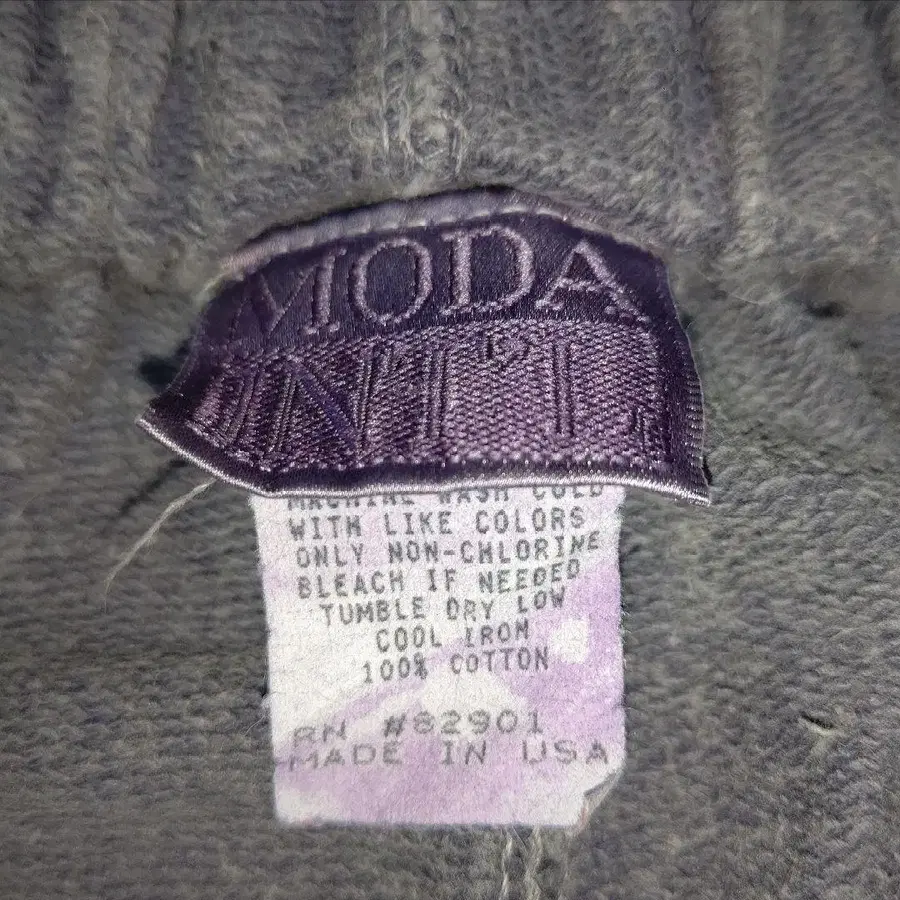 MODA
INT'L
MACHINE WASH COLD
WITH LIKE COLORS
ONLY NON-CHLORINE
BLEACH IF NEEDED
TUMBLE DRY LOW
COOL IRON
100% COTTON
RN #82901
MADE IN USA